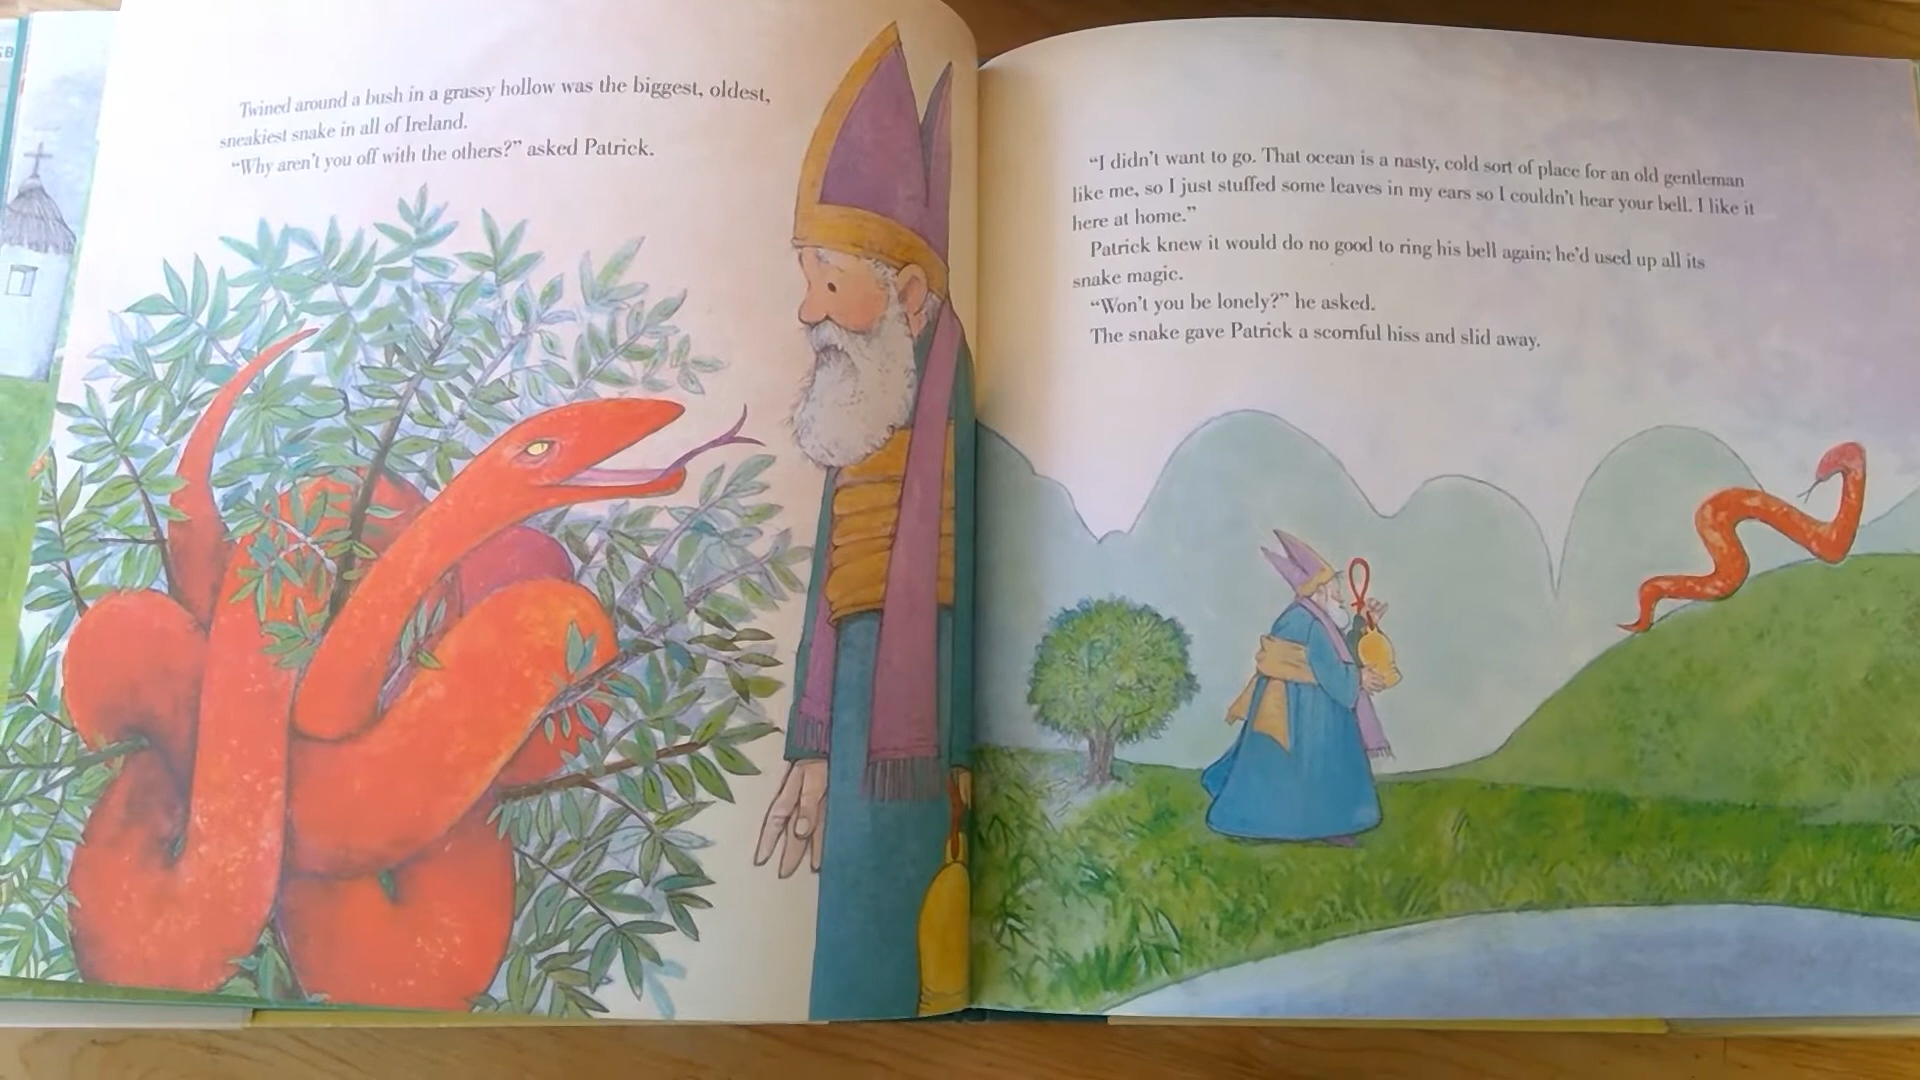 Twined around a bush in a grassy hollow was the biggest, oldest,
sneakiest snake in all of Ireland.
“Why aren’t you off with the others?” asked Patrick.
“I didn’t want to go. That ocean is a nasty, cold sort of place for an old gentleman
like me, so I just stuffed some leaves in my ears so I couldn’t hear your bell. I like it
here at home.”
Patrick knew it would do no good to ring his bell again; he’d used up all its
snake magic.
“Won’t you be lonely?” he asked.
The snake gave Patrick a scornful hiss and slid away.